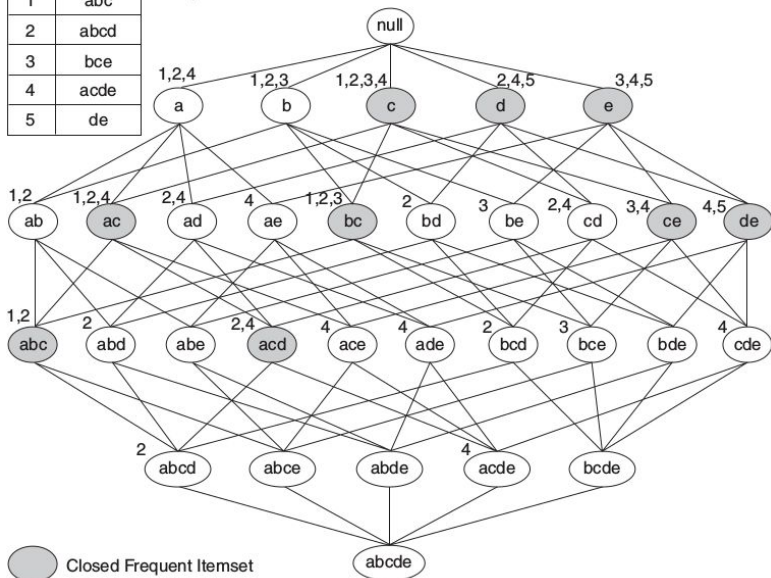 1 abc
2 abcd
3 bce
4 acde
5 de
null
1,2,4 1,2,3 1,2,3,4 2,4,5 3,4,5
a b c d e
1,2 1,2,4 2,4 4 1,2,3 2 3 2,4 3,4 4,5
ab ac ad ae bc bd be cd ce de
1,2 2 2,4 4 4 2 3 4
abc abd abe acd ace ade bcd bce bde cde
2 4
abcd abce abde acde bcde
abcde
Closed Frequent Itemset